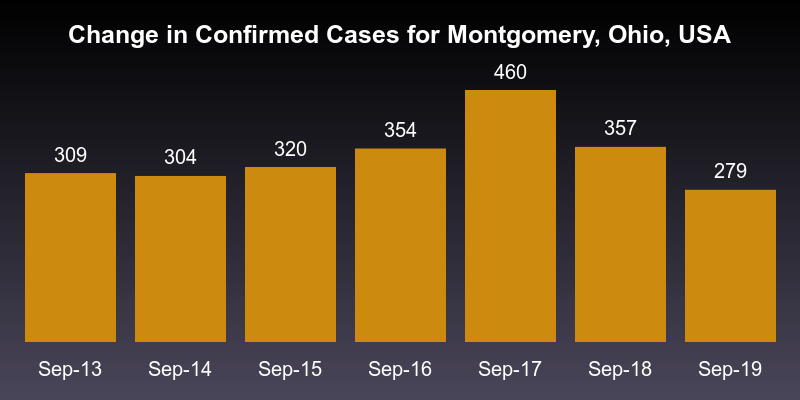 Change in Confirmed Cases for Montgomery, Ohio, USA
309
304
320
354
460
357
279
Sep-13
Sep-14
Sep-15
Sep-16
Sep-17
Sep-18
Sep-19